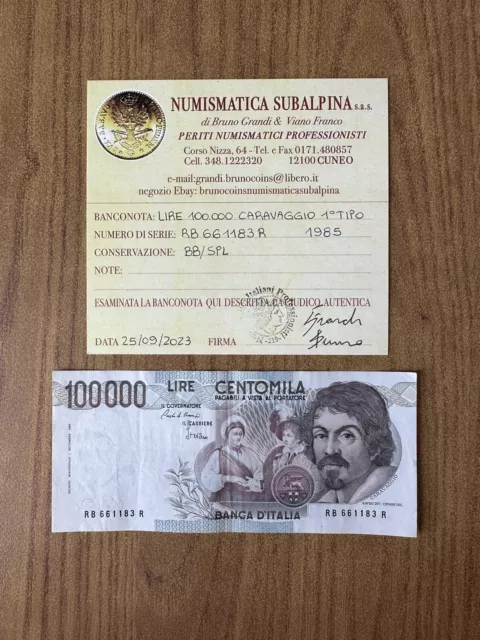 NUMISMATICA SUBALPINA s.a.s.
di Bruno Grandi & Viano Franco
PERITI NUMISMATICI PROFESSIONISTI
Corso Nizza, 64 - Tel. e Fax 0171.480857
Cell. 348.1222320 12100 CUNEO
e-mail:grandi.brunocoins@libero.it
negozio Ebay: brunocoinsnumismaticasubalpina
BANCONOTA: LIRE 100.000 CARAVAGGIO 1° TIPO
NUMERO DI SERIE: RB 661183 R 1985
CONSERVAZIONE: BB/SPL
NOTE:
ESAMINATA LA BANCONOTA QUI DESCRITTA LA GIUDICO AUTENTICA
DATA 25/09/2023 FIRMA Grandi
Bruno
100000 LIRE CENTOMILA
PAGABILI A VISTA AL PORTATORE
IL GOVERNATORE
IL CASSIERE
CARAVAGGIO
RB 661183 R BANCA D'ITALIA RB 661183 R